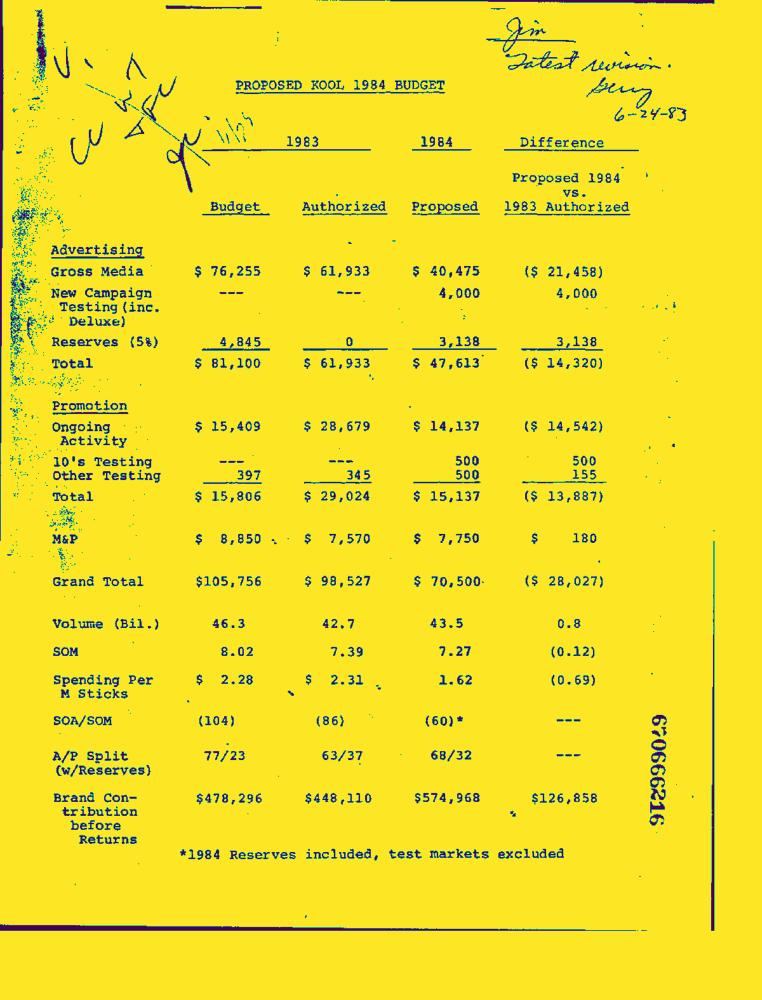 Jim
Latest revision.
6-24-83
PROPOSED KOOL 1984 BUDGET
1983 1984 Difference
Proposed 1984
vs.
Budget Authorized Proposed 1983 Authorized
Advertising
Gross Media $ 76,255 $ 61,933 $ 40,475 ($ 21,458)
New Campaign --- --- 4,000 4,000
Testing (inc.
Deluxe)
Reserves (5%) 4,845 0 3,138 3,138
Total $ 81,100 $ 61,933 $ 47,613 ($ 14,320)
Promotion
Ongoing $ 15,409 $ 28,679 $ 14,137 ($ 14,542)
Activity
10's Testing --- --- 500 500
Other Testing 397 345 500 155
Total $ 15,806 $ 29,024 $ 15,137 ($ 13,887)
M&P $ 8,850 $ 7,570 $ 7,750 $ 180
Grand Total $105,756 $ 98,527 $ 70,500 ($ 28,027)
Volume (Bil.) 46.3 42.7 43.5 0.8
SOM 8.02 7.39 7.27 (0.12)
Spending Per $ 2.28 $ 2.31 1.62 (0.69)
M Sticks
SOA/SOM (104) (86) (60)* ---
A/P Split 77/23 63/37 68/32 ---
(w/Reserves)
Brand Con- $478,296 $448,110 $574,968 $126,858
tribution
before
Returns
*1984 Reserves included, test markets excluded
670666216